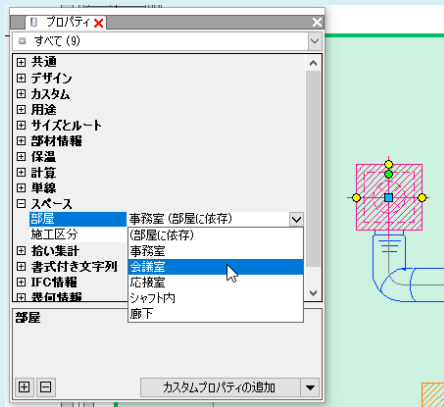 プロパティ
すべて (9)
共通
デザイン
カスタム
用途
サイズとルート
部材情報
保温
計算
単線
スペース
部屋 事務室 (部屋に依存)
施工区分 (部屋に依存)
事務室
会議室
応接室
シャフト内
廊下
拾い集計
書式付き文字列
IFC情報
幾何情報
部屋
カスタムプロパティの追加